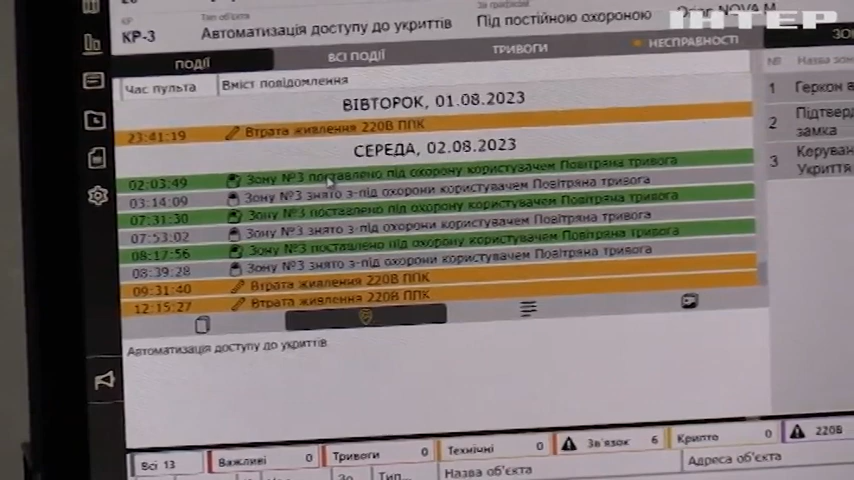 КР
Тип об'єкта
КР-3
Автоматизація доступу до укриттів
Під постійною охороною
NOVA M
ІНТЕР
ПОДІЇ
ВСІ ПОДІЇ
ТРИВОГИ
НЕСПРАВНОСТІ
Час пульта
Вміст повідомлення
ВІВТОРОК, 01.08.2023
23:41:19 Втрата живлення 220В ППК
СЕРЕДА, 02.08.2023
02:03:49 Зону №3 поставлено під охорону користувачем Повітряна тривога
03:14:09 Зону №3 знято з-під охорони користувачем Повітряна тривога
07:31:30 Зону №3 поставлено під охорону користувачем Повітряна тривога
07:53:02 Зону №3 знято з-під охорони користувачем Повітряна тривога
08:17:56 Зону №3 поставлено під охорону користувачем Повітряна тривога
08:39:28 Зону №3 знято з-під охорони користувачем Повітряна тривога
09:31:40 Втрата живлення 220В ППК
12:15:27 Втрата живлення 220В ППК
Автоматизація доступу до укриттів
№ Назва зон
1 Геркон в
2 Підтверд
замка
3 Керуван
Укриття
Всі 13
Важливі 0
Тривоги 0
Технічні 0
Зв'язок 6
Крипто 0
220В
Тип...
Назва об'єкта
Адреса об'єкта